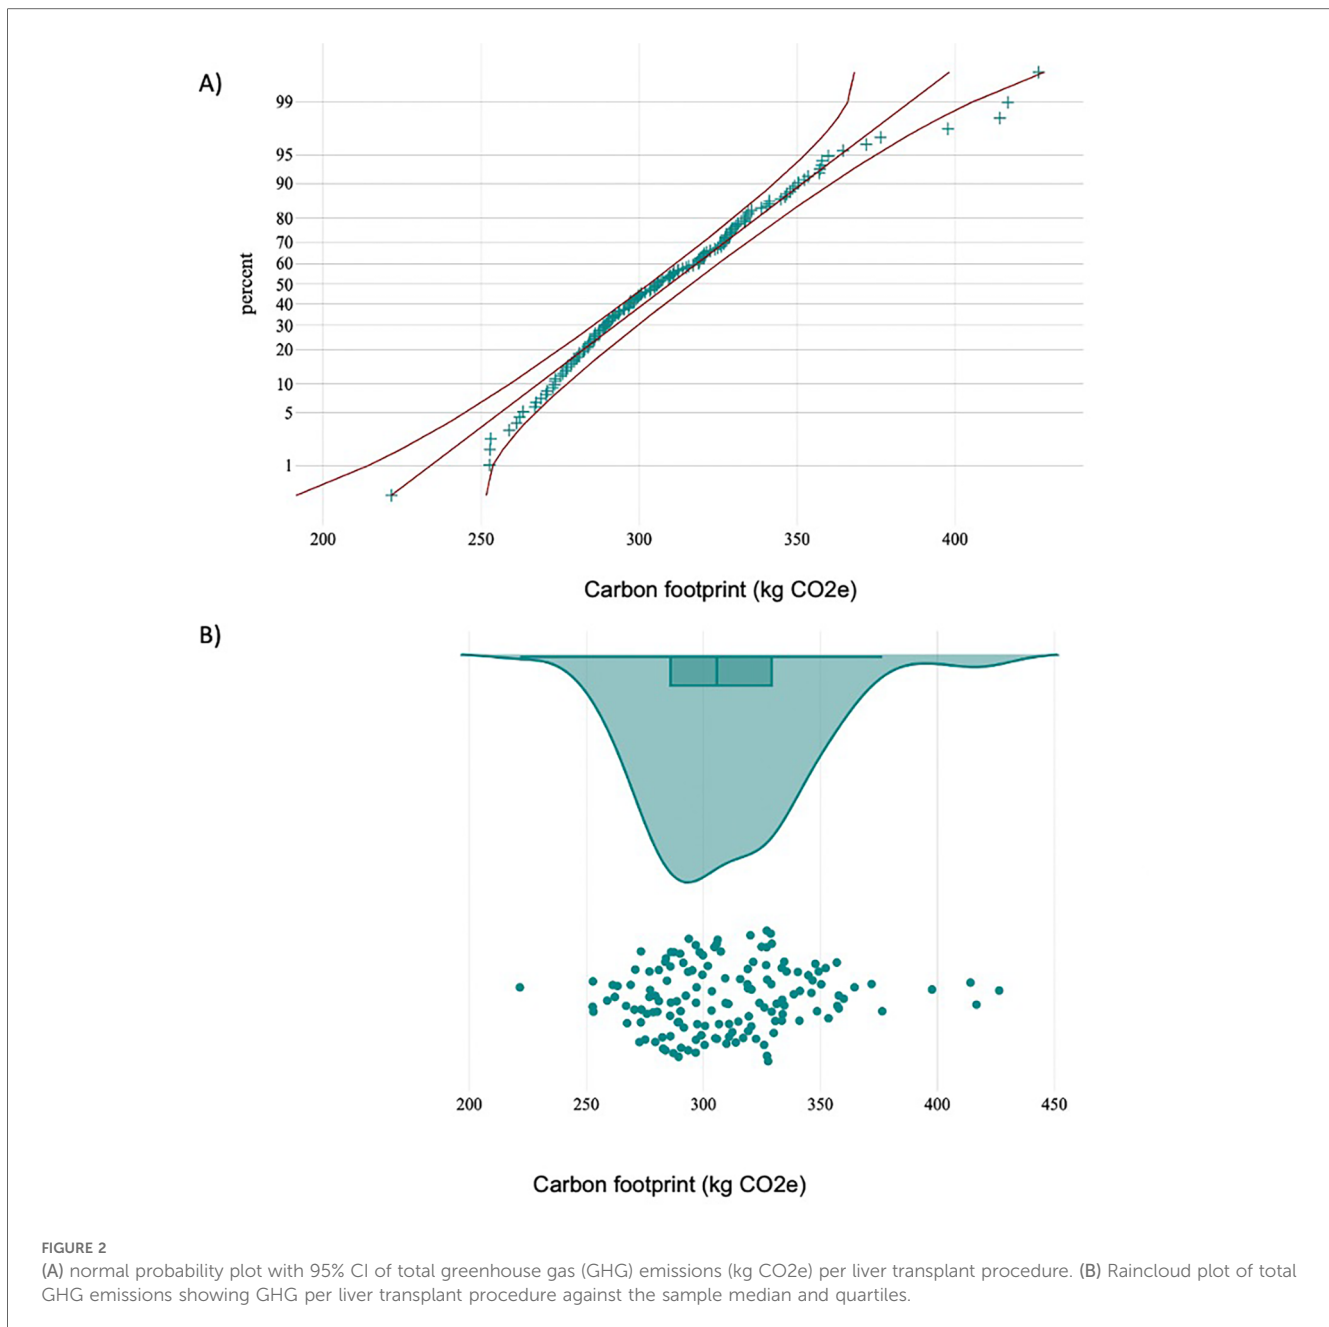 A)
99
95
90
80
70
60
50
40
30
20
10
5
1
percent
200 250 300 350 400
Carbon footprint (kg CO2e)
B)
200 250 300 350 400 450
Carbon footprint (kg CO2e)
FIGURE 2
(A) normal probability plot with 95% CI of total greenhouse gas (GHG) emissions (kg CO2e) per liver transplant procedure. (B) Raincloud plot of total
GHG emissions showing GHG per liver transplant procedure against the sample median and quartiles.